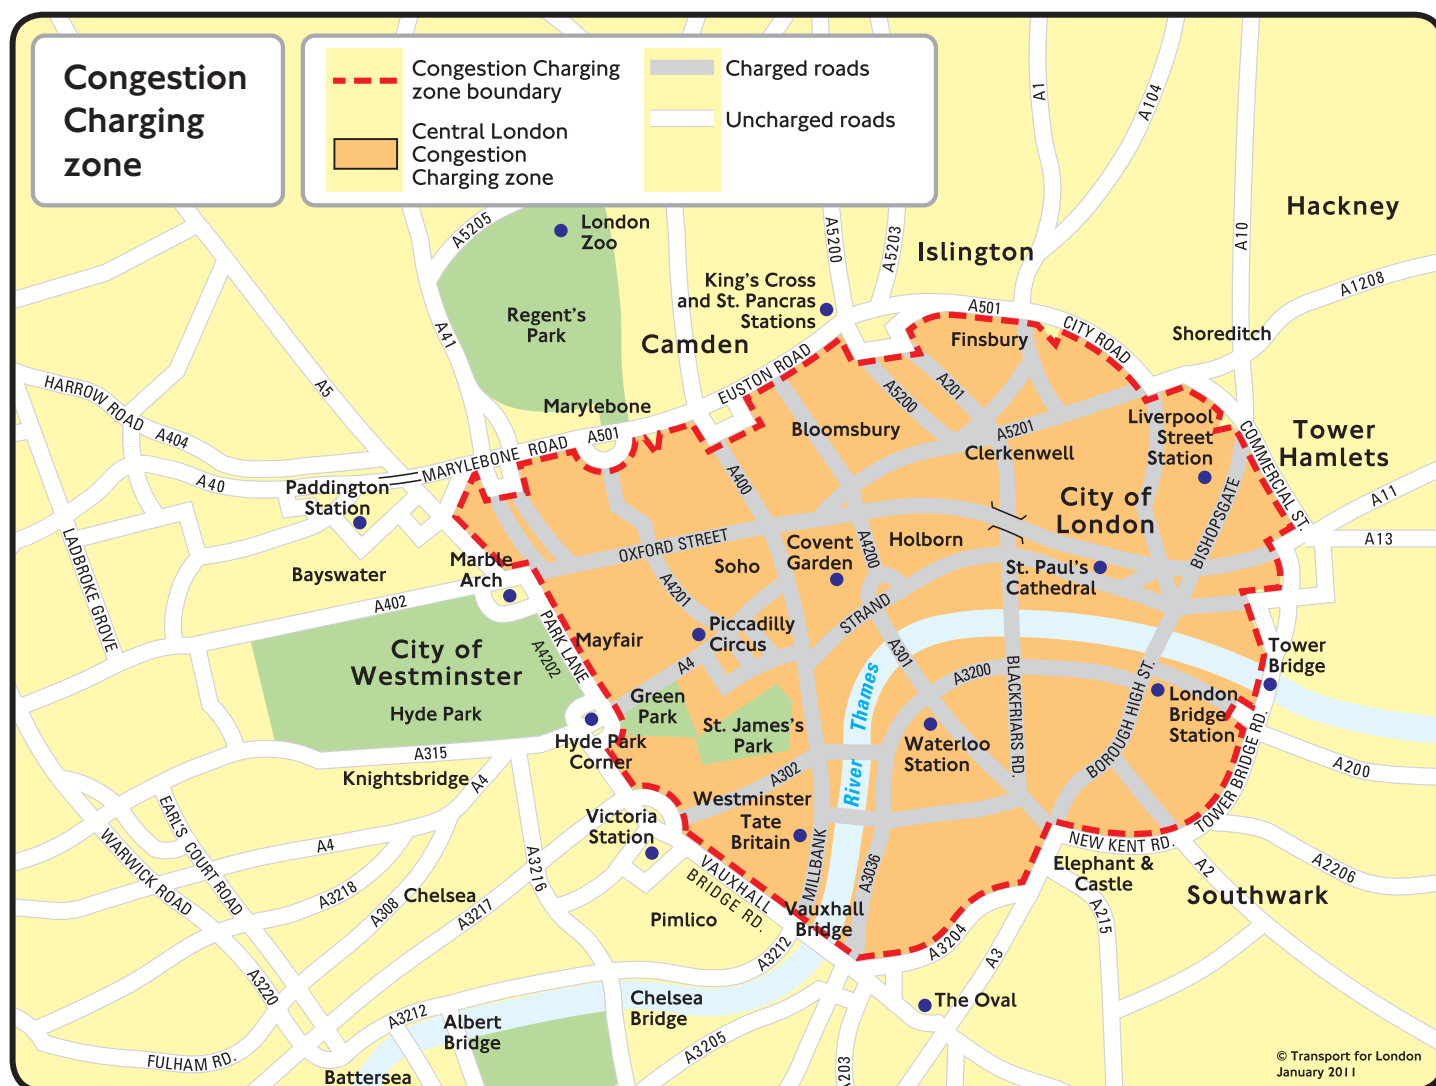 Congestion
Charging
zone
Congestion Charging
zone boundary
Central London
Congestion
Charging zone
Charged roads
Uncharged roads
A1
A104
Hackney
A5205
London
Zoo
A5200
A5203
Islington
A10
A1208
King's Cross
and St. Pancras
Stations
Regent's
Park
Camden
A41
A501
CITY ROAD
Finsbury
Shoreditch
EUSTON ROAD
HARROW ROAD
A404
A5
Marylebone
A501
MARYLEBONE ROAD
A5200
A201
Bloomsbury
A5201
Clerkenwell
Liverpool
Street
Station
COMMERCIAL ST.
Tower
Hamlets
A40
Paddington
Station
A400
City of
London
BISHOPSGATE
A11
A13
LADBROKE GROVE
Bayswater
Marble
Arch
OXFORD STREET
Soho
Covent
Garden
A4200
Holborn
St. Paul's
Cathedral
A402
A4201
STRAND
PARK LANE
A4202
Mayfair
Piccadilly
Circus
City of
Westminster
Hyde Park
A4
A301
A3200
Tower
Bridge
Green
Park
St. James's
Park
River Thames
BLACKFRIARS RD.
BOROUGH HIGH ST.
London
Bridge
Station
Hyde Park
Corner
A315
Knightsbridge
A4
A302
Waterloo
Station
TOWER BRIDGE RD.
A200
Westminster
Tate
Britain
Victoria
Station
EARL'S COURT ROAD
WARWICK ROAD
A4
A3218
A308
Chelsea
A3217
A3216
VAUXHALL
BRIDGE RD.
MILLBANK
A3036
NEW KENT RD.
Elephant &
Castle
A2
A2206
Southwark
Pimlico
Vauxhall
Bridge
A3212
A3204
A3
A215
A3220
A3212
Albert
Bridge
Chelsea
Bridge
The Oval
FULHAM RD.
Battersea
A3205
A203
© Transport for London
January 2011